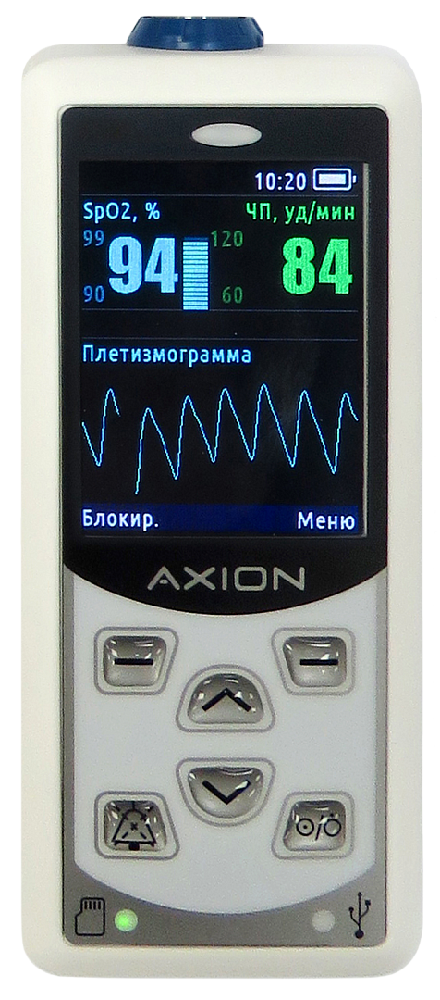 10:20
SpO2, % ЧП, уд/мин
99 94 120 84
90 60
Плетизмограмма
Блокир. Меню
AXION